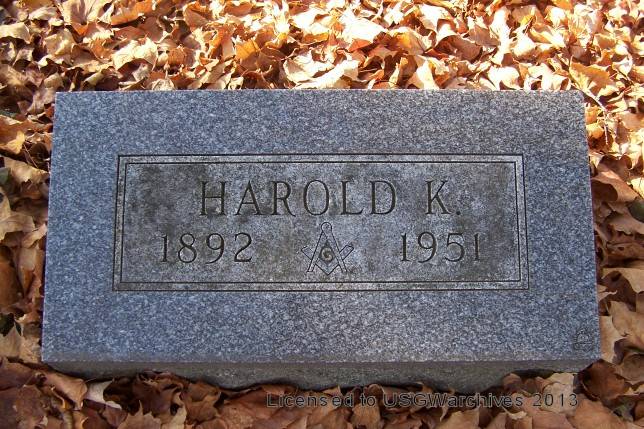 HAROLD K.
1892 G 1951
Licensed to USGWarchives 2013